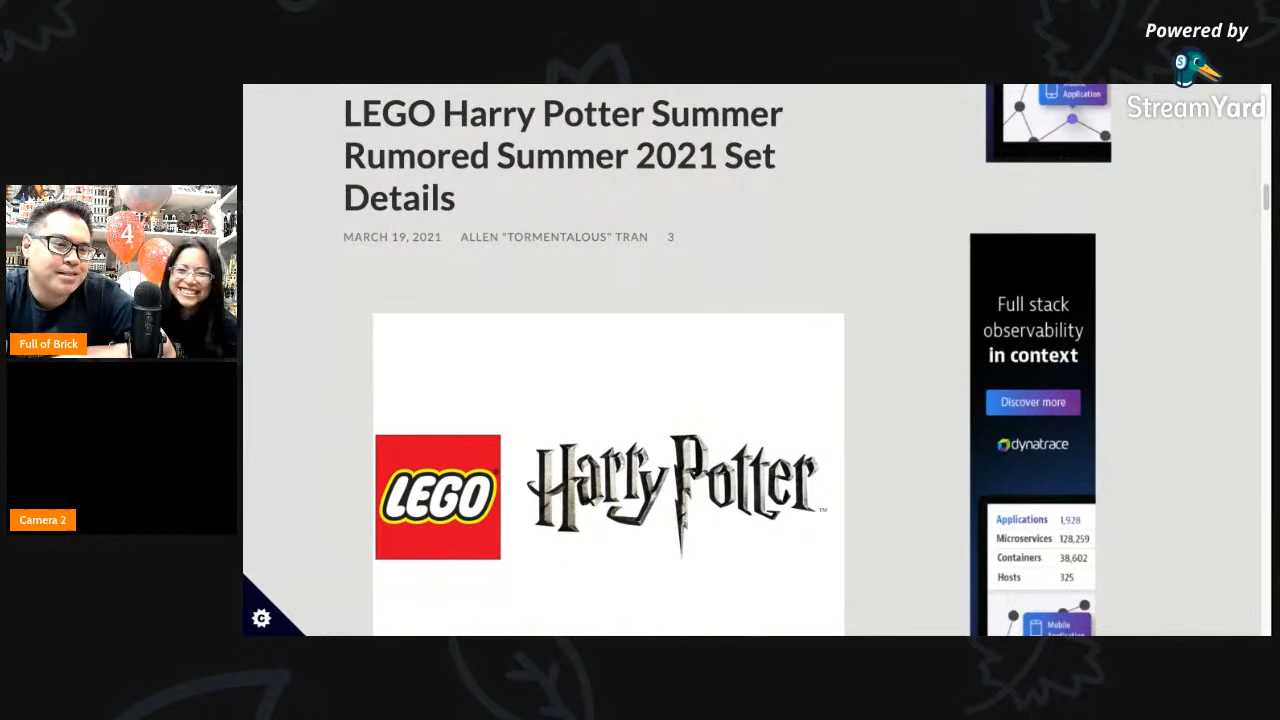 Powered by
StreamYard
LEGO Harry Potter Summer
Rumored Summer 2021 Set
Details
MARCH 19, 2021 ALLEN "TORMENTALOUS" TRAN 3
LEGO
Harry Potter™
Application
Full stack
observability
in context
Discover more
dynatrace
Applications 1,928
Microservices 128,259
Containers 38,602
Hosts 325
Mobile
4
Full of Brick
Camera 2